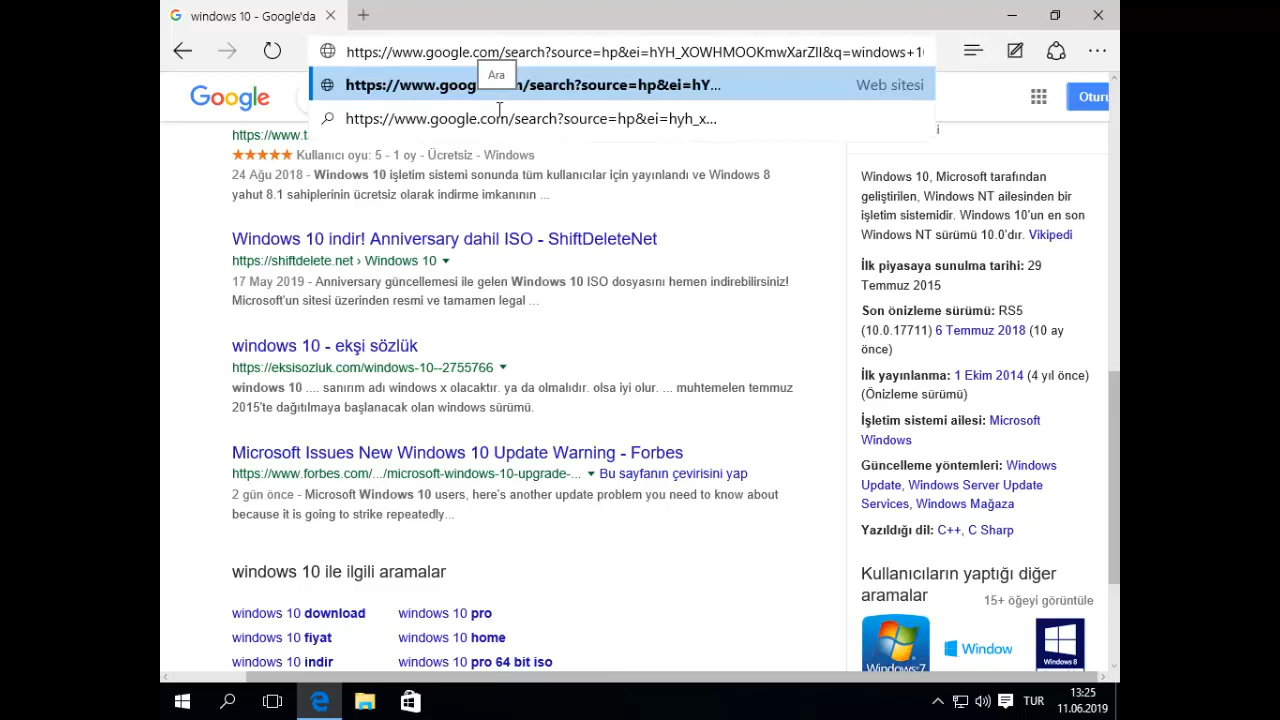 windows 10 - Google'da
https://www.google.com/search?source=hp&ei=hYH_XOWHMOOKmwXarZII&q=windows+10
Ara
https://www.goog m/search?source=hp&ei=hY... Web sitesi
https://www.google.com/search?source=hp&ei=hyh_x...
Google
Oturu
https://www.t
Kullanıcı oyu: 5 - 1 oy - Ücretsiz - Windows
24 Ağu 2018 - Windows 10 işletim sistemi sonunda tüm kullanıcılar için yayınlandı ve Windows 8
yahut 8.1 sahiplerinin ücretsiz olarak indirme imkanının ...
Windows 10 indir! Anniversary dahil ISO - ShiftDeleteNet
https://shiftdelete.net › Windows 10
17 May 2019 - Anniversary güncellemesi ile gelen Windows 10 ISO dosyasını hemen indirebilirsiniz!
Microsoft'un sitesi üzerinden resmi ve tamamen legal ...
windows 10 - ekşi sözlük
https://eksisozluk.com/windows-10--2755766
windows 10 .... sanırım adı windows x olacaktır. ya da olmalıdır. olsa iyi olur. ... muhtemelen temmuz
2015'te dağıtılmaya başlanacak olan windows sürümü.
Microsoft Issues New Windows 10 Update Warning - Forbes
https://www.forbes.com/.../microsoft-windows-10-upgrade-... Bu sayfanın çevirisini yap
2 gün önce - Microsoft Windows 10 users, here's another update problem you need to know about
because it is going to strike repeatedly...
windows 10 ile ilgili aramalar
windows 10 download windows 10 pro
windows 10 fiyat windows 10 home
windows 10 indir windows 10 pro 64 bit iso
Windows 10, Microsoft tarafından
geliştirilen, Windows NT ailesinden bir
işletim sistemidir. Windows 10'un en son
Windows NT sürümü 10.0'dır. Vikipedi
İlk piyasaya sunulma tarihi: 29
Temmuz 2015
Son önizleme sürümü: RS5
(10.0.17711) 6 Temmuz 2018 (10 ay
önce)
İlk yayınlanma: 1 Ekim 2014 (4 yıl önce)
(Önizleme sürümü)
İşletim sistemi ailesi: Microsoft
Windows
Güncelleme yöntemleri: Windows
Update, Windows Server Update
Services, Windows Mağaza
Yazıldığı dil: C++, C Sharp
Kullanıcıların yaptığı diğer
aramalar 15+ öğeyi görüntüle
Windows·7
Window
Windows 8
TUR
13:25
11.06.2019